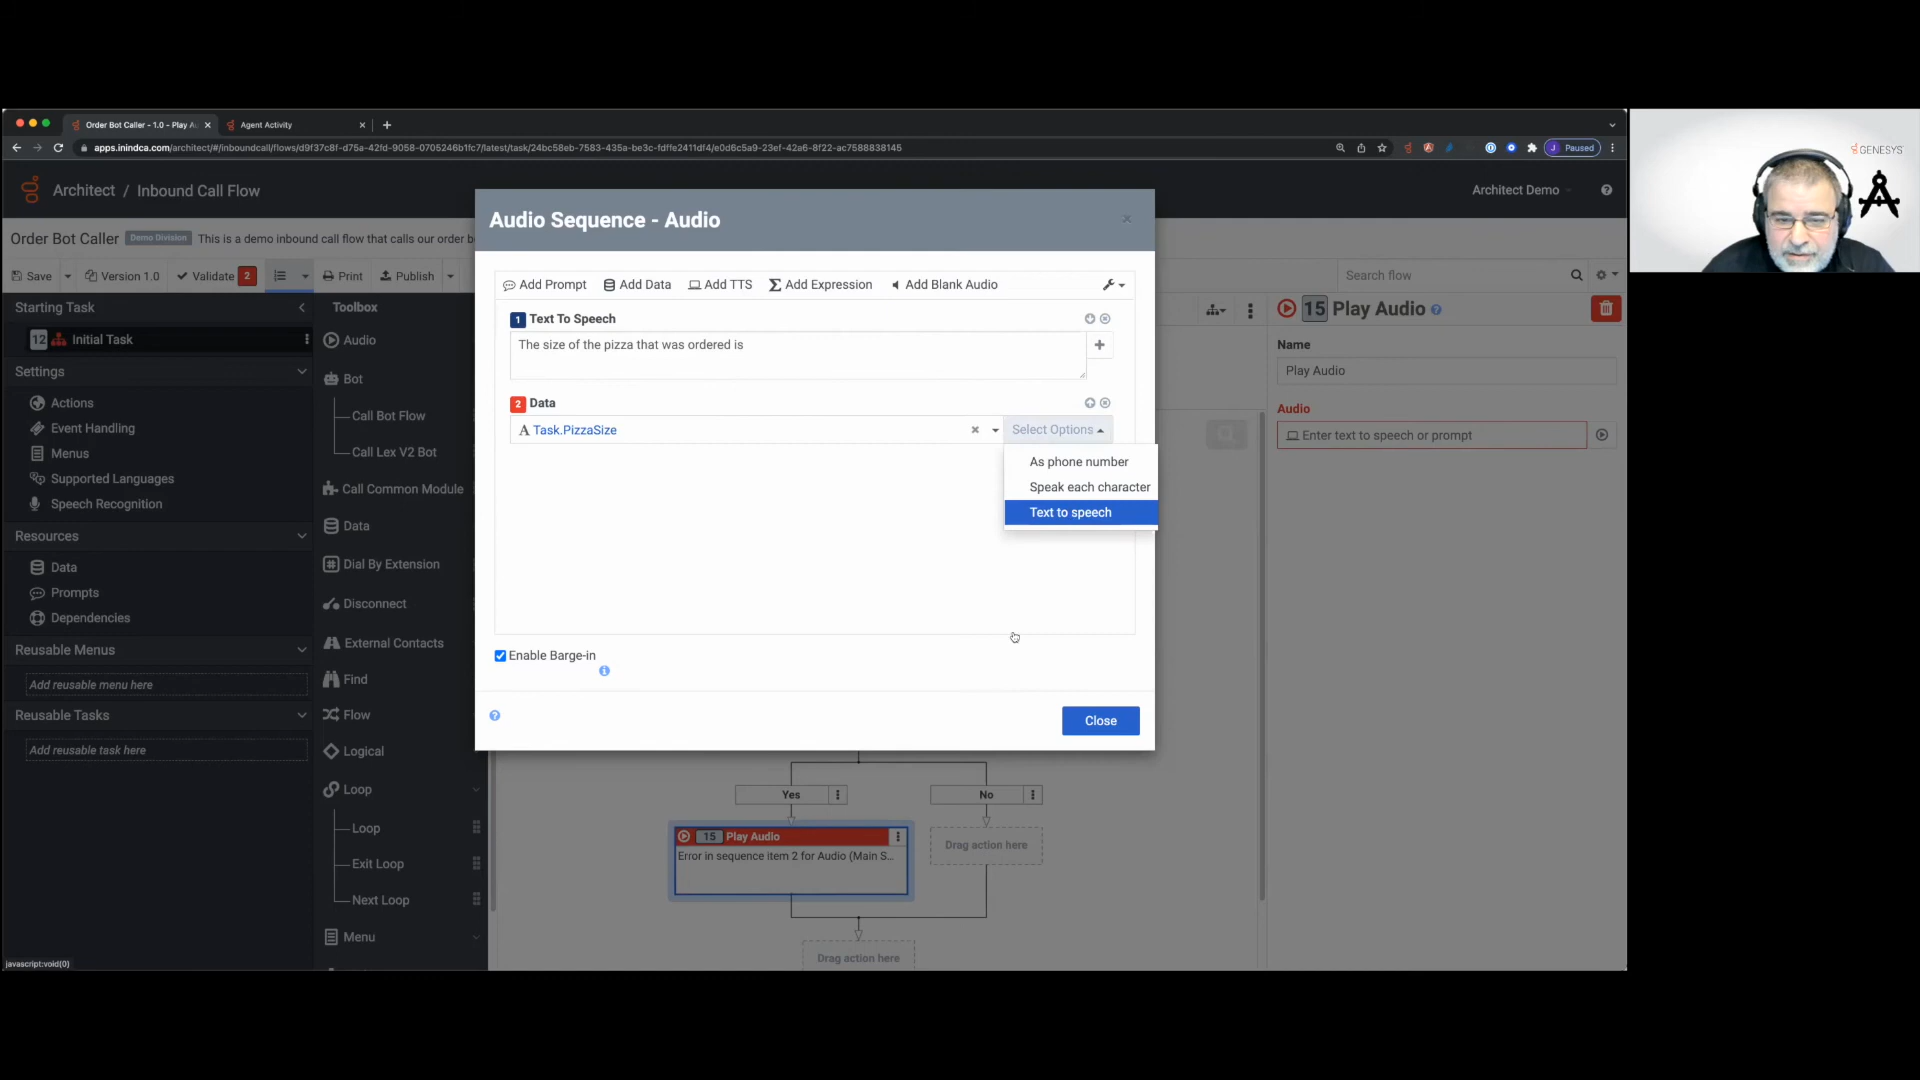 Order Bot Caller - 1.0 - Play Au
Agent Activity
apps.inindca.com/architect/#/inboundcall/flows/d9f37c8f-d75a-42fd-9058-0705246b1fc7/latest/task/24bc58eb-7583-435a-be3c-fdffe2411df4/e0d6c5a9-23ef-42a6-8f22-ac7588838145
J Paused
GENESYS
Architect / Inbound Call Flow
Architect Demo
Order Bot Caller Demo Division This is a demo inbound call flow that calls our order b
Save Version 1.0 Validate 2 Print Publish
Search flow
Starting Task
12 Initial Task
Settings
Actions
Event Handling
Menus
Supported Languages
Speech Recognition
Resources
Data
Prompts
Dependencies
Reusable Menus
Add reusable menu here
Reusable Tasks
Add reusable task here
javascript:void(0)
Toolbox
Audio
Bot
Call Bot Flow
Call Lex V2 Bot
Call Common Module
Data
Dial By Extension
Disconnect
External Contacts
Find
Flow
Logical
Loop
Loop
Exit Loop
Next Loop
Menu
Audio Sequence - Audio
Add Prompt Add Data Add TTS Add Expression Add Blank Audio
1 Text To Speech
The size of the pizza that was ordered is
2 Data
A Task.PizzaSize
Select Options
As phone number
Speak each character
Text to speech
Enable Barge-in
Close
Yes
No
15 Play Audio
Error in sequence item 2 for Audio (Main S...
Drag action here
Drag action here
15 Play Audio
Name
Play Audio
Audio
Enter text to speech or prompt